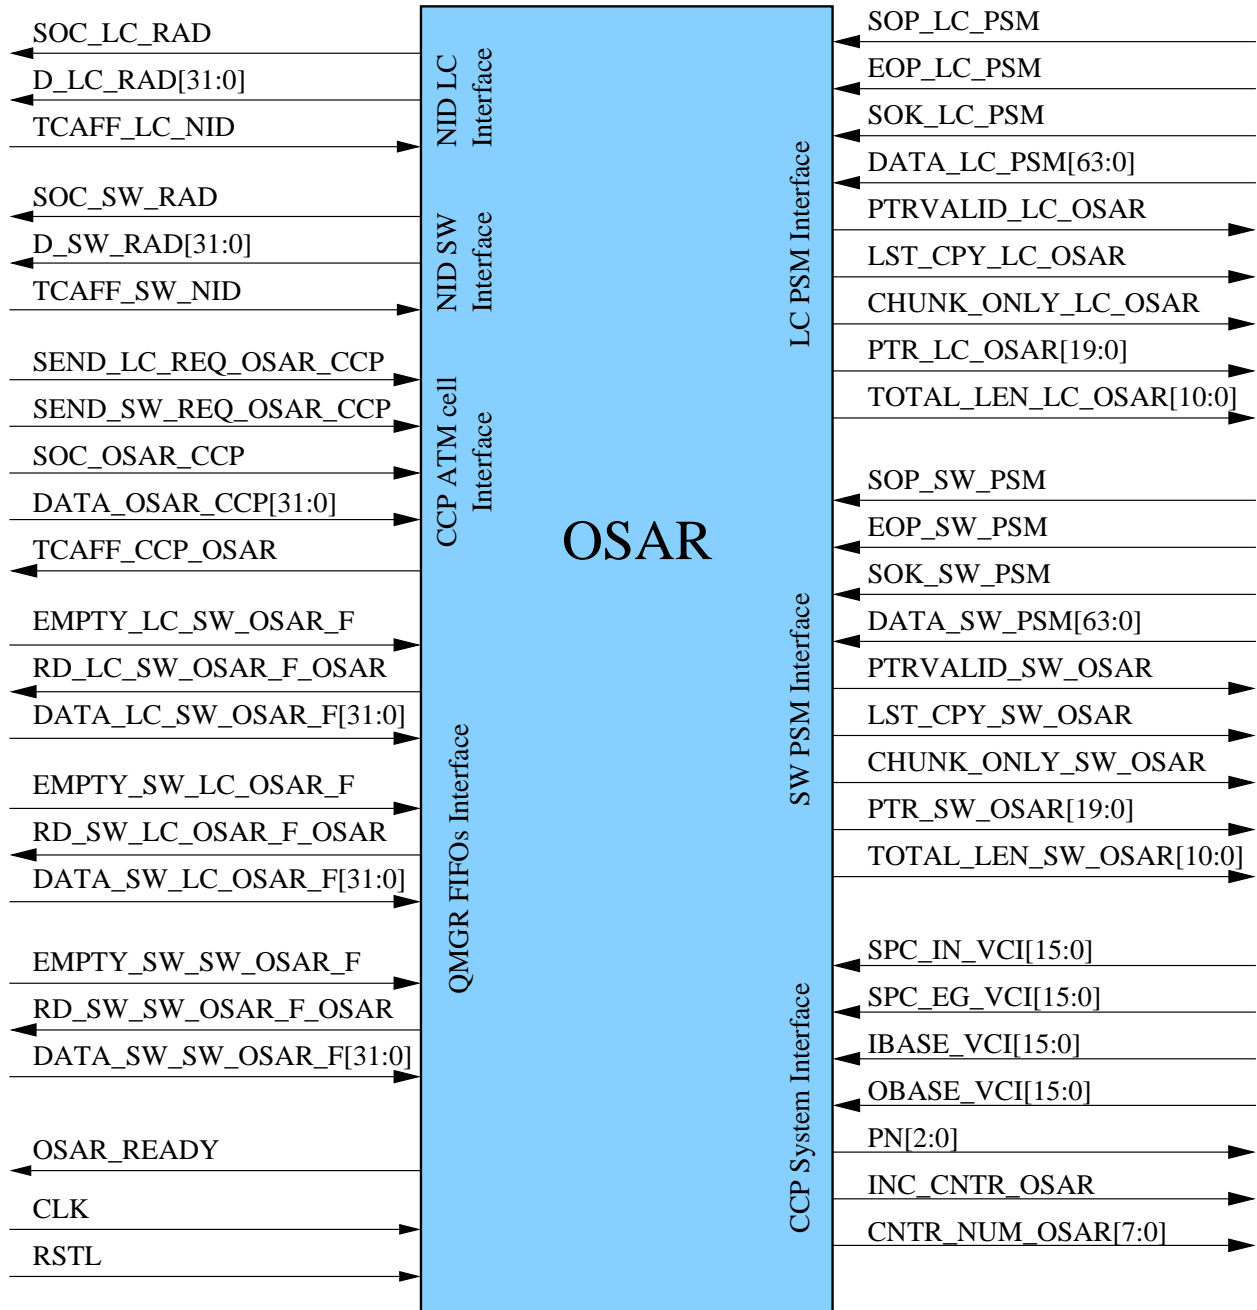 SOC_LC_RAD
D_LC_RAD[31:0]
TCAFF_LC_NID
NID LC
Interface
SOC_SW_RAD
D_SW_RAD[31:0]
TCAFF_SW_NID
NID SW
Interface
SEND_LC_REQ_OSAR_CCP
SEND_SW_REQ_OSAR_CCP
SOC_OSAR_CCP
DATA_OSAR_CCP[31:0]
TCAFF_CCP_OSAR
CCP ATM cell
Interface
EMPTY_LC_SW_OSAR_F
RD_LC_SW_OSAR_F_OSAR
DATA_LC_SW_OSAR_F[31:0]
EMPTY_SW_LC_OSAR_F
RD_SW_LC_OSAR_F_OSAR
DATA_SW_LC_OSAR_F[31:0]
EMPTY_SW_SW_OSAR_F
RD_SW_SW_OSAR_F_OSAR
DATA_SW_SW_OSAR_F[31:0]
QMGR FIFOs Interface
OSAR_READY
CLK
RSTL
OSAR
LC PSM Interface
SOP_LC_PSM
EOP_LC_PSM
SOK_LC_PSM
DATA_LC_PSM[63:0]
PTRVALID_LC_OSAR
LST_CPY_LC_OSAR
CHUNK_ONLY_LC_OSAR
PTR_LC_OSAR[19:0]
TOTAL_LEN_LC_OSAR[10:0]
SW PSM Interface
SOP_SW_PSM
EOP_SW_PSM
SOK_SW_PSM
DATA_SW_PSM[63:0]
PTRVALID_SW_OSAR
LST_CPY_SW_OSAR
CHUNK_ONLY_SW_OSAR
PTR_SW_OSAR[19:0]
TOTAL_LEN_SW_OSAR[10:0]
CCP System Interface
SPC_IN_VCI[15:0]
SPC_EG_VCI[15:0]
IBASE_VCI[15:0]
OBASE_VCI[15:0]
PN[2:0]
INC_CNTR_OSAR
CNTR_NUM_OSAR[7:0]